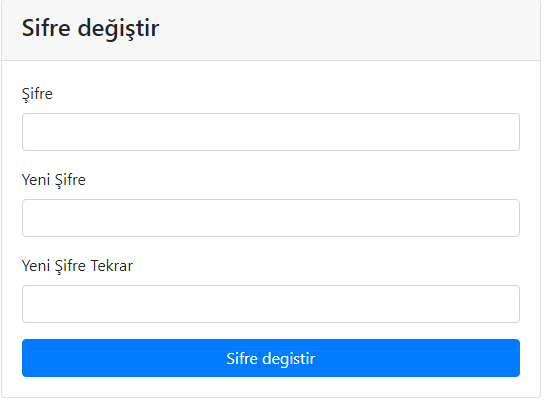 Sifre değiştir
Şifre
Yeni Şifre
Yeni Şifre Tekrar
Sifre degistir